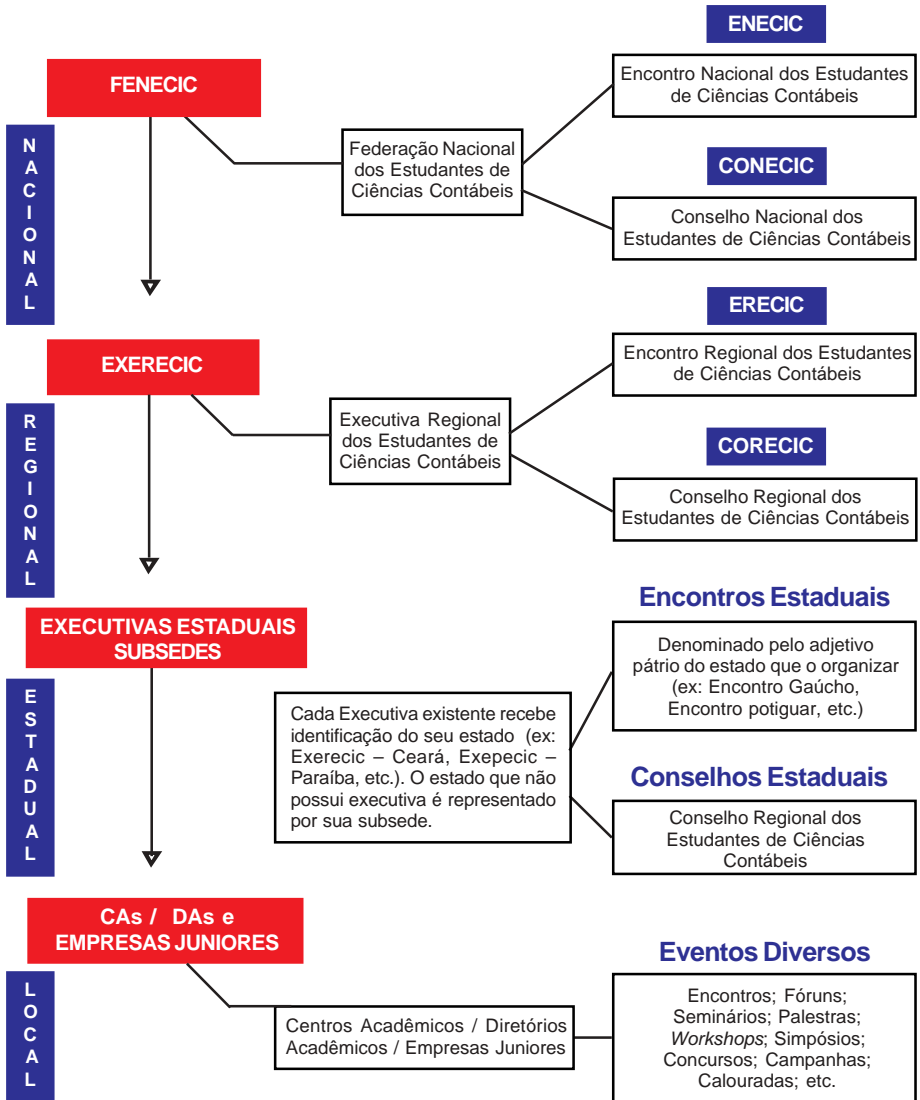 ENECIC
FENECIC
Encontro Nacional dos Estudantes
de Ciências Contábeis
NACIONAL
Federação Nacional
dos Estudantes de
Ciências Contábeis
CONECIC
Conselho Nacional dos
Estudantes de Ciências Contábeis
ERECIC
EXERECIC
Encontro Regional dos Estudantes
de Ciências Contábeis
REGIONAL
Executiva Regional
dos Estudantes de
Ciências Contábeis
CORECIC
Conselho Regional dos
Estudantes de Ciências Contábeis
EXECUTIVAS ESTADUAIS
SUBSEDES
Encontros Estaduais
Denominado pelo adjetivo
pátrio do estado que o organizar
(ex: Encontro Gaúcho,
Encontro potiguar, etc.)
ESTADUAL
Cada Executiva existente recebe
identificação do seu estado (ex:
Exerecic – Ceará, Exepecic –
Paraíba, etc.). O estado que não
possui executiva é representado
por sua subsede.
Conselhos Estaduais
Conselho Regional dos
Estudantes de Ciências
Contábeis
CAs / DAs e
EMPRESAS JUNIORES
Eventos Diversos
LOCAL
Centros Acadêmicos / Diretórios
Acadêmicos / Empresas Juniores
Encontros; Fóruns;
Seminários; Palestras;
Workshops; Simpósios;
Concursos; Campanhas;
Calouradas; etc.